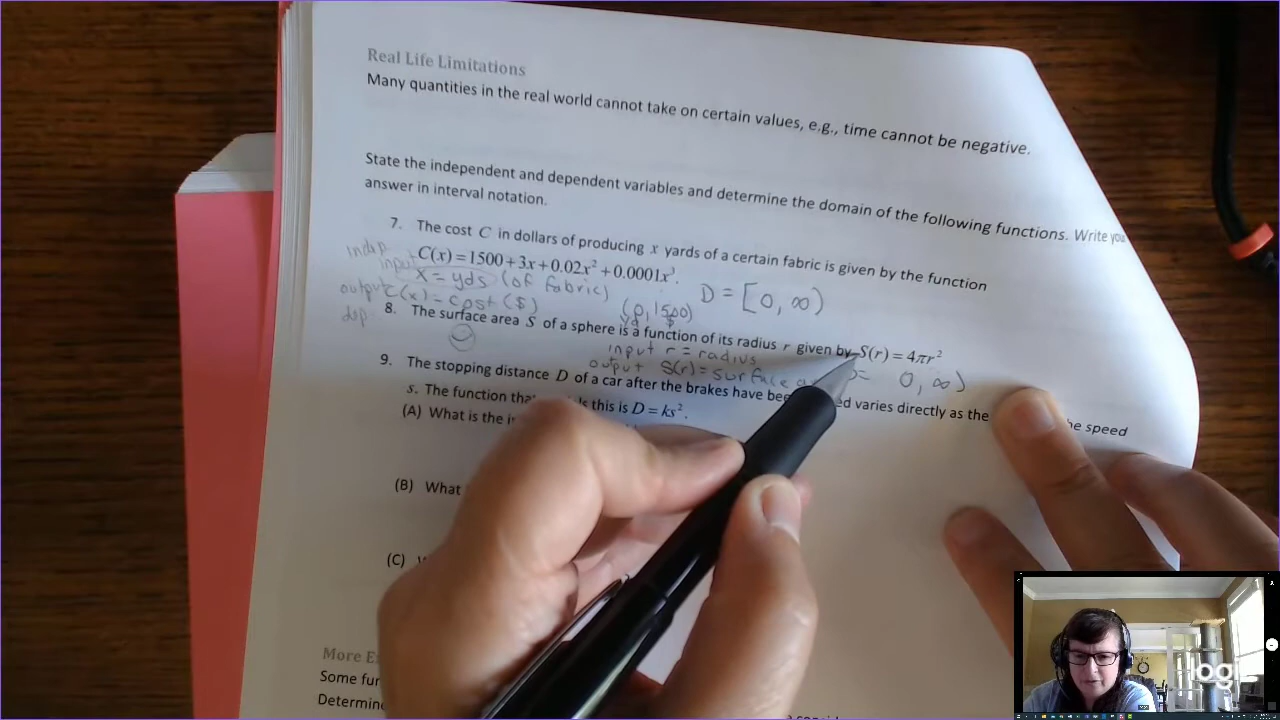 Real Life Limitations
Many quantities in the real world cannot take on certain values, e.g., time cannot be negative.
State the independent and dependent variables and determine the domain of the following functions. Write you
answer in interval notation.
7. The cost C in dollars of producing x yards of a certain fabric is given by the function
indip
input C(x) = 1500 + 3x + 0.02x² + 0.0001x³.
x = yds (of fabric)
output C(x) = cost ($) D = [0, ∞)
dep. (0, 1500)
yd $
8. The surface area S of a sphere is a function of its radius r given by S(r) = 4πr²
input r = radius
output S(r) = surface = 0, ∞)
9. The stopping distance D of a car after the brakes have been varies directly as the he speed
s. The function tha this is D = ks².
(A) What is the i
(B) What
(C)
More E
Some fu
Determin
log